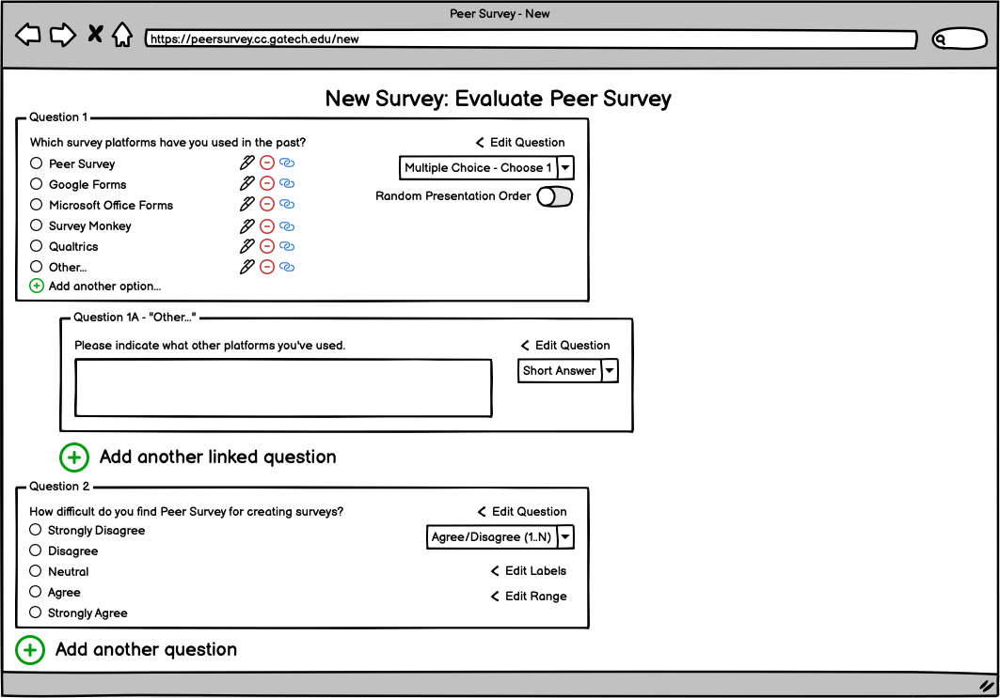 Peer Survey - New
https://peersurvey.cc.gatech.edu/new
New Survey: Evaluate Peer Survey
Question 1
Which survey platforms have you used in the past?
Edit Question
Peer Survey
Multiple Choice - Choose 1
Google Forms
Random Presentation Order
Microsoft Office Forms
Survey Monkey
Qualtrics
Other...
Add another option...
Question 1A - "Other..."
Please indicate what other platforms you've used.
Edit Question
Short Answer
Add another linked question
Question 2
How difficult do you find Peer Survey for creating surveys?
Edit Question
Strongly Disagree
Agree/Disagree (1..N)
Disagree
Neutral
Edit Labels
Agree
Edit Range
Strongly Agree
Add another question